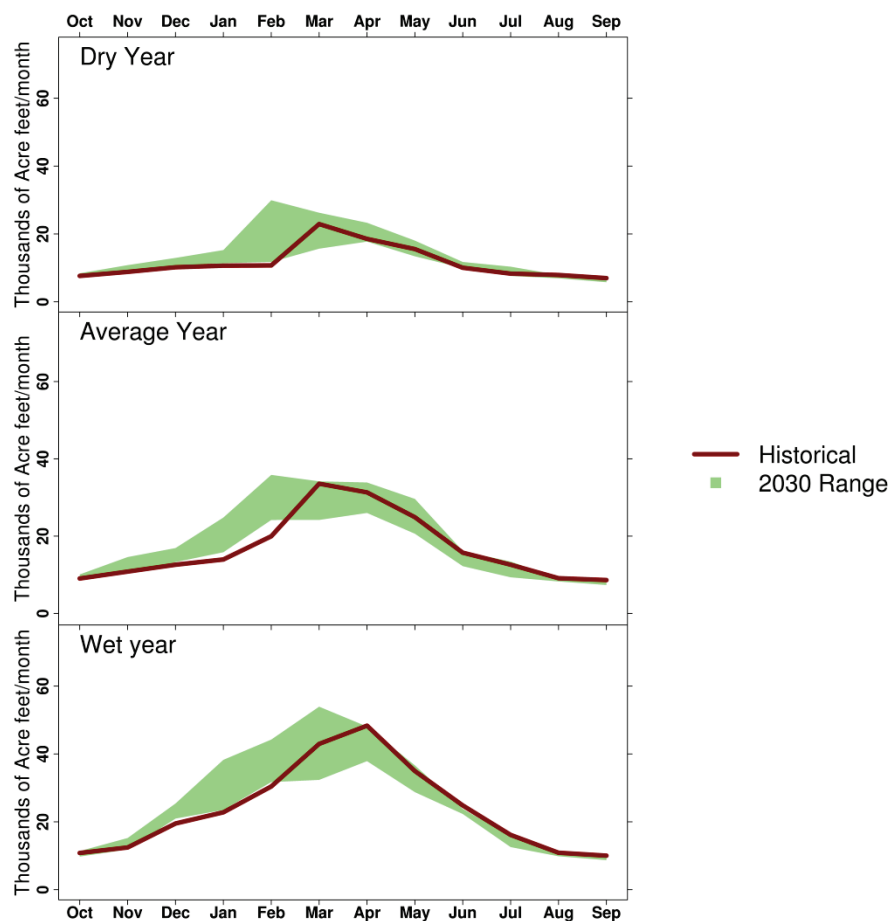 Oct Nov Dec Jan Feb Mar Apr May Jun Jul Aug Sep
Dry Year
Thousands of Acre feet/month
60
40
20
0
Average Year
Thousands of Acre feet/month
60
40
20
0
Historical
2030 Range
Wet year
Thousands of Acre feet/month
60
40
20
0
Oct Nov Dec Jan Feb Mar Apr May Jun Jul Aug Sep